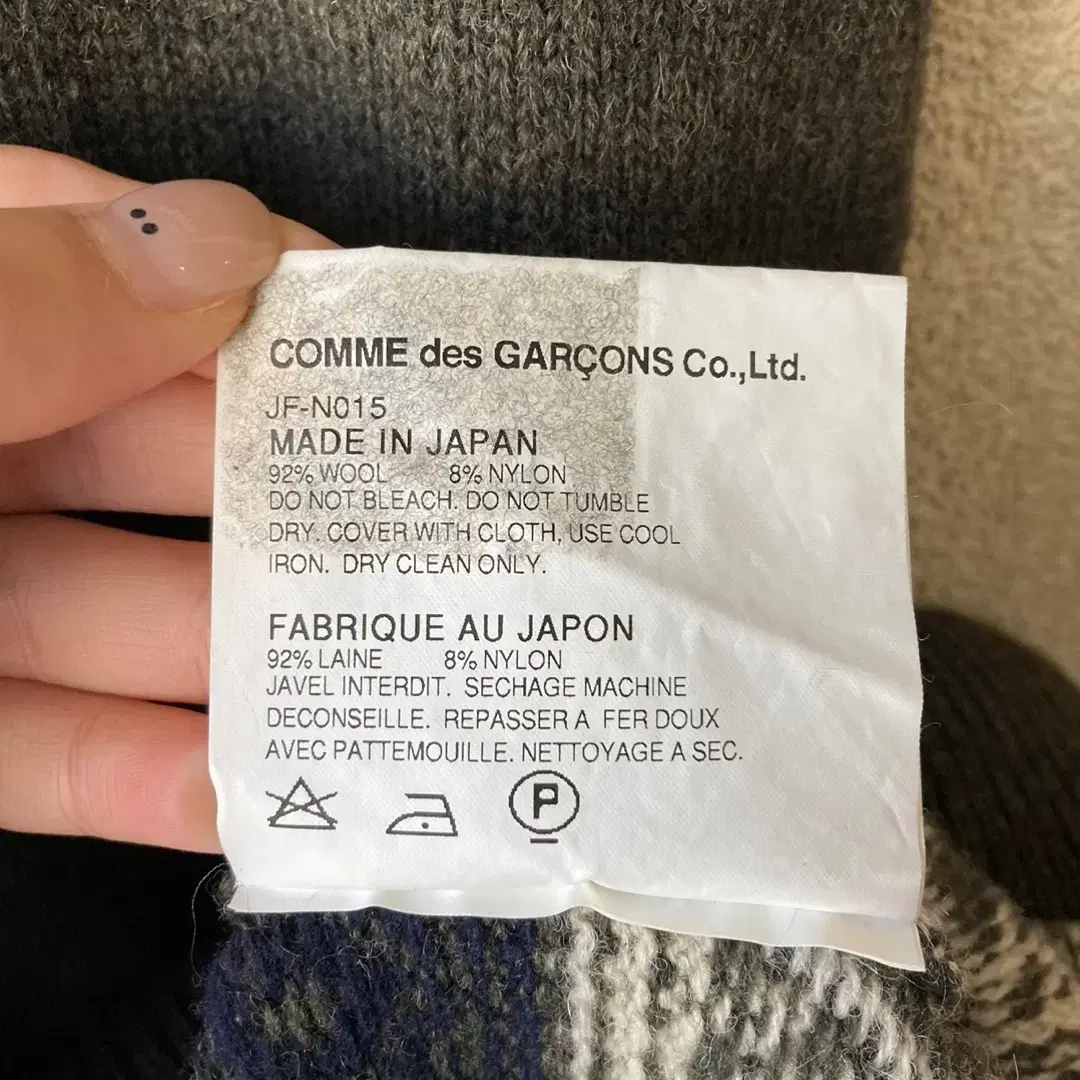 COMME des GARÇONS Co.,Ltd.
JF-N015
MADE IN JAPAN
92% WOOL 8% NYLON
DO NOT BLEACH. DO NOT TUMBLE
DRY. COVER WITH CLOTH, USE COOL
IRON. DRY CLEAN ONLY.
FABRIQUE AU JAPON
92% LAINE 8% NYLON
JAVEL INTERDIT. SECHAGE MACHINE
DECONSEILLE. REPASSER A FER DOUX
AVEC PATTEMOUILLE. NETTOYAGE A SEC.
P